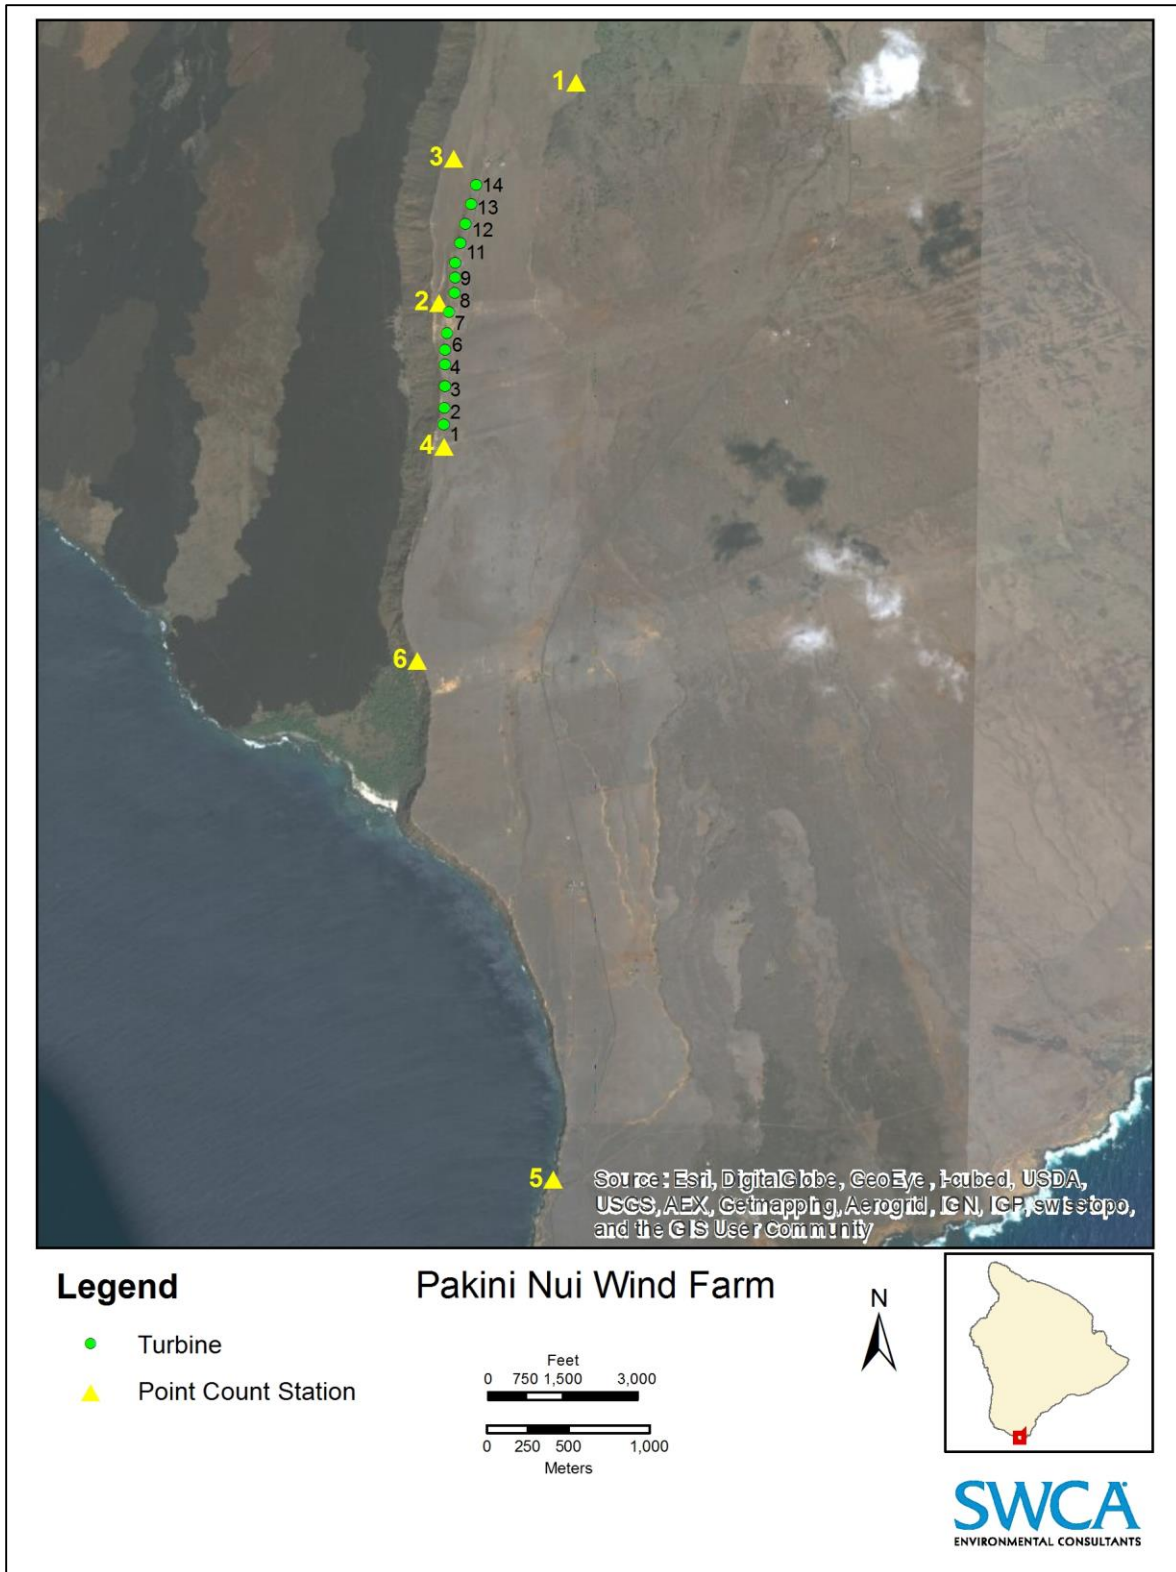 1
3
14
13
12
11
9
2
8
7
6
4
3
2
1
4
6
5
Source: Esri, DigitalGlobe, GeoEye, i-cubed, USDA,
USGS, AEX, Getmapping, Aerogrid, IGN, IGP, swisstopo,
and the GIS User Community
Legend
Pakini Nui Wind Farm
N
Turbine
Point Count Station
Feet
0 750 1,500 3,000
0 250 500 1,000
Meters
SWCA
ENVIRONMENTAL CONSULTANTS